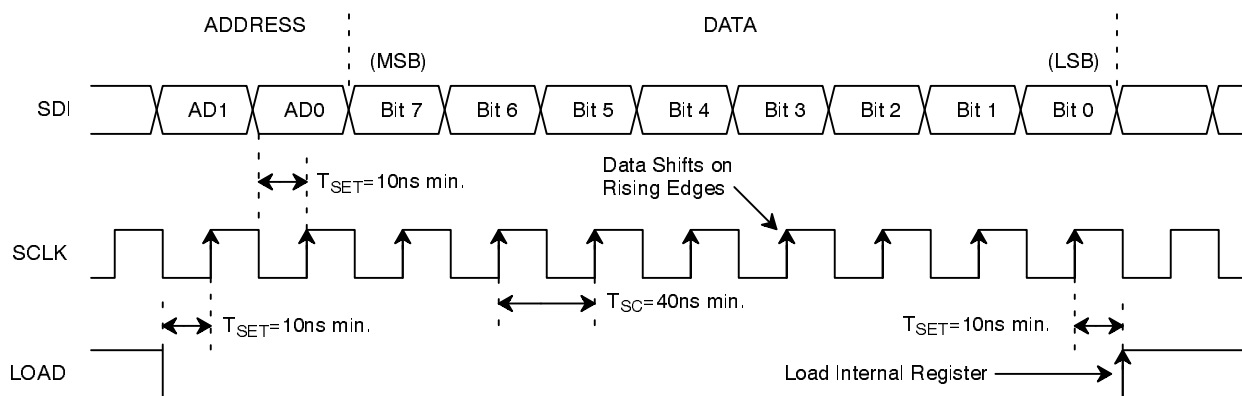 ADDRESS DATA
(MSB) (LSB)
SDI AD1 AD0 Bit 7 Bit 6 Bit 5 Bit 4 Bit 3 Bit 2 Bit 1 Bit 0
Data Shifts on
Rising Edges
TSET=10ns min.
SCLK
TSC=40ns min.
TSET=10ns min.
TSET=10ns min.
LOAD
Load Internal Register